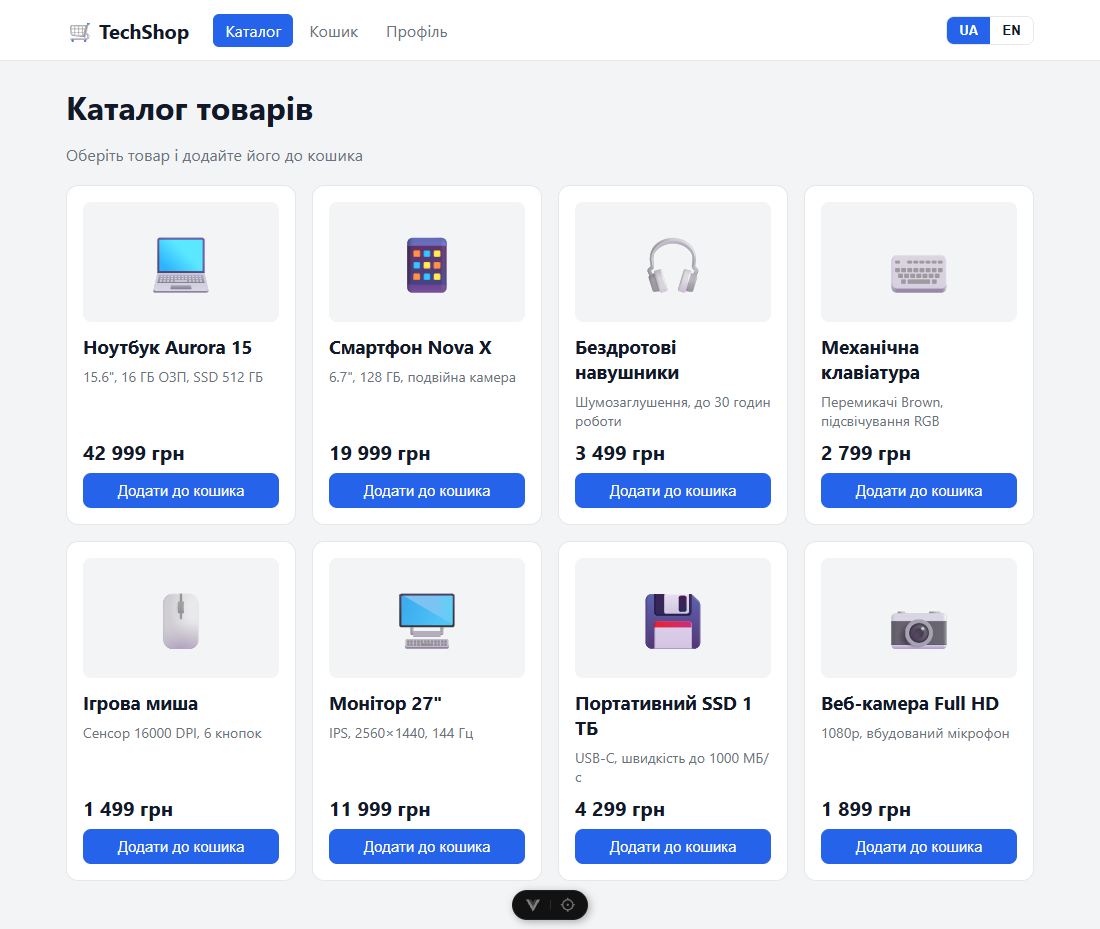 TechShop
Каталог
Кошик
Профіль
UA
EN
Каталог товарів
Оберіть товар і додайте його до кошика
Ноутбук Aurora 15
15.6", 16 ГБ ОЗП, SSD 512 ГБ
42 999 грн
Додати до кошика
Смартфон Nova X
6.7", 128 ГБ, подвійна камера
19 999 грн
Додати до кошика
Бездротові
навушники
Шумозаглушення, до 30 годин
роботи
3 499 грн
Додати до кошика
Механічна
клавіатура
Перемикачі Brown,
підсвічування RGB
2 799 грн
Додати до кошика
Ігрова миша
Сенсор 16000 DPI, 6 кнопок
1 499 грн
Додати до кошика
Монітор 27"
IPS, 2560×1440, 144 Гц
11 999 грн
Додати до кошика
Портативний SSD 1
ТБ
USB-C, швидкість до 1000 МБ/
с
4 299 грн
Додати до кошика
Веб-камера Full HD
1080p, вбудований мікрофон
1 899 грн
Додати до кошика